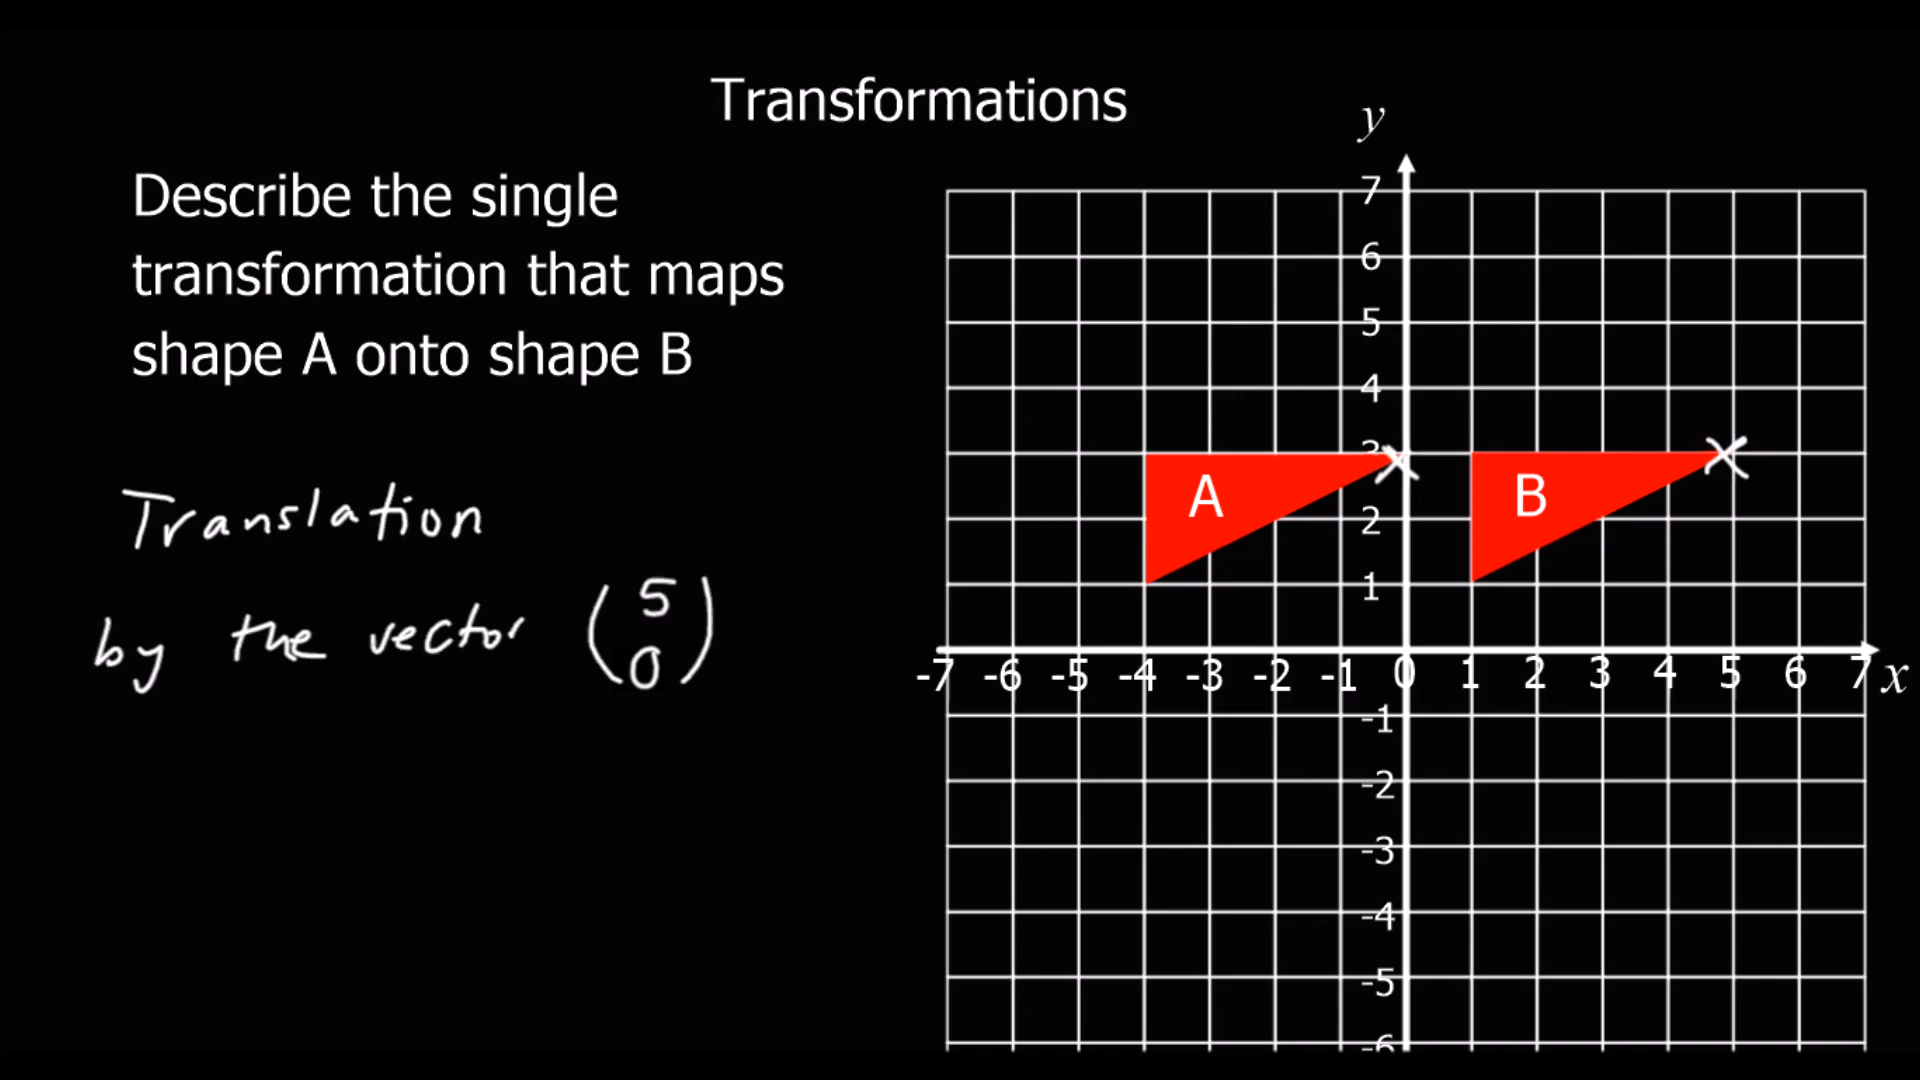 Transformations
Describe the single
transformation that maps
shape A onto shape B
Translation
by the vector (5
0)
y
7
6
5
4
3
2
1
A
B
-7 -6 -5 -4 -3 -2 -1 0 1 2 3 4 5 6 7 x
-1
-2
-3
-4
-5
-6